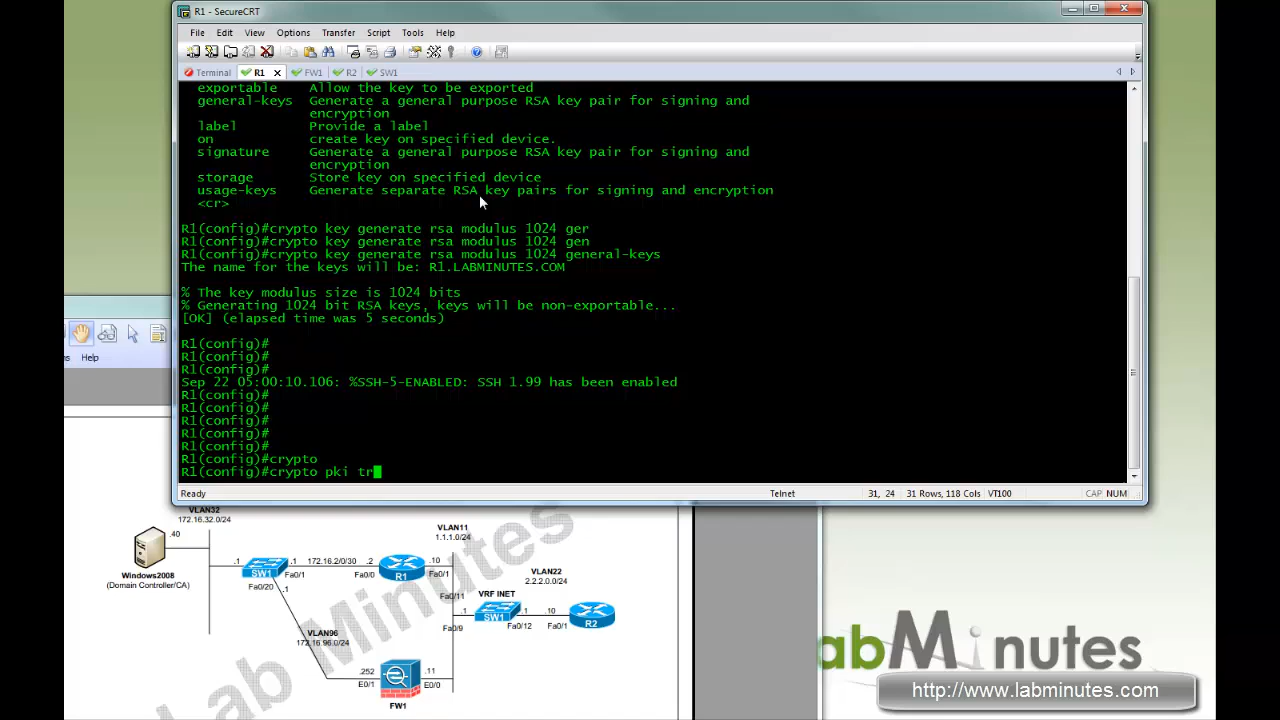 R1 - SecureCRT
File Edit View Options Transfer Script Tools Help
Terminal R1 FW1 R2 SW1
exportable Allow the key to be exported
general-keys Generate a general purpose RSA key pair for signing and
encryption
label Provide a label
on create key on specified device.
signature Generate a general purpose RSA key pair for signing and
encryption
storage Store key on specified device
usage-keys Generate separate RSA key pairs for signing and encryption
<cr>
R1(config)#crypto key generate rsa modulus 1024 ger
R1(config)#crypto key generate rsa modulus 1024 gen
R1(config)#crypto key generate rsa modulus 1024 general-keys
The name for the keys will be: R1.LABMINUTES.COM
% The key modulus size is 1024 bits
% Generating 1024 bit RSA keys, keys will be non-exportable...
[OK] (elapsed time was 5 seconds)
R1(config)#
R1(config)#
R1(config)#
Sep 22 05:00:10.106: %SSH-5-ENABLED: SSH 1.99 has been enabled
R1(config)#
R1(config)#
R1(config)#
R1(config)#
R1(config)#
R1(config)#crypto
R1(config)#crypto pki tr
Ready Telnet 31, 24 31 Rows, 118 Cols VT100 CAP NUM
Help
VLAN32
172.16.32.0/24
.40
Windows2008
(Domain Controller/CA)
.1
SW1
Fa0/20
.1
Fa0/1
172.16.2/0/30
.2
Fa0/0
R1
.10
Fa0/1
VLAN11
1.1.1.0/24
Fa0/11
VLAN22
2.2.2.0.0/24
VRF INET
.1
SW1
.1
Fa0/12
.10
Fa0/1
R2
Fa0/9
.1
VLAN96
172.16.96.0/24
.252
E0/1
.11
E0/0
FW1
Lab Minutes
abMinutes
http://www.labminutes.com